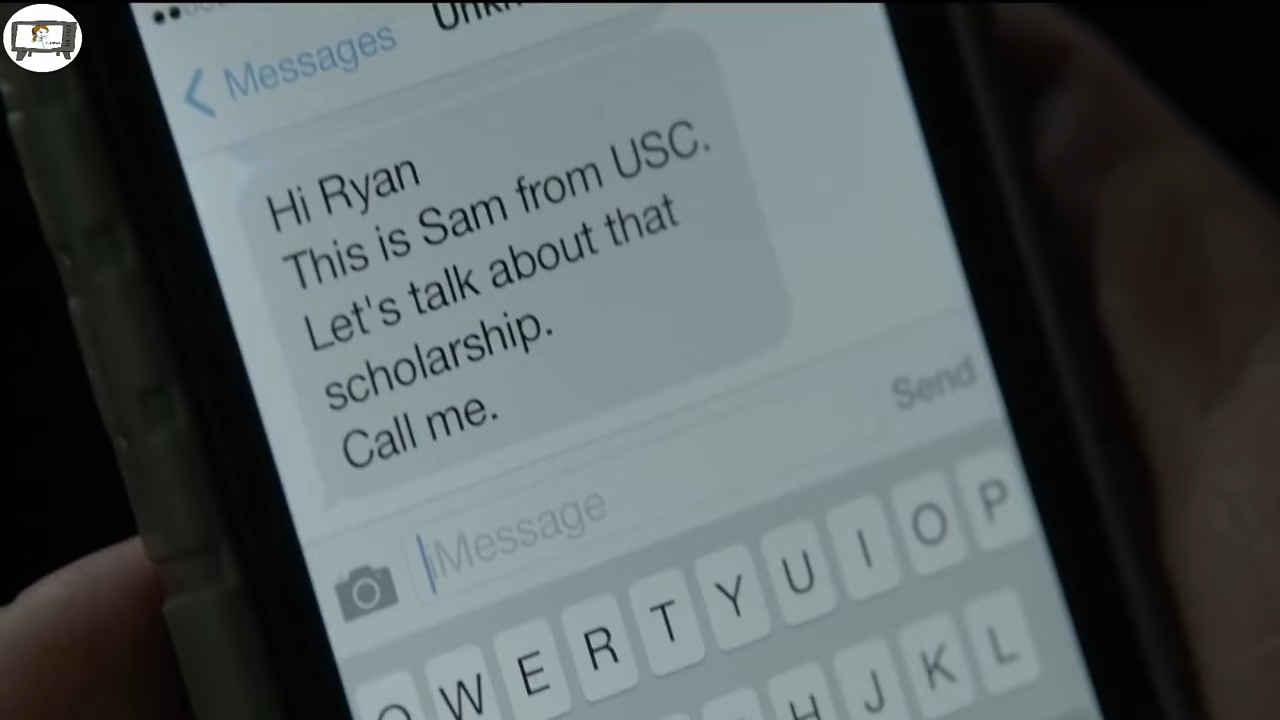 Messages
Hi Ryan
This is Sam from USC.
Let's talk about that
scholarship.
Call me.
Send
Message
W E R T Y U I O P
H J K L